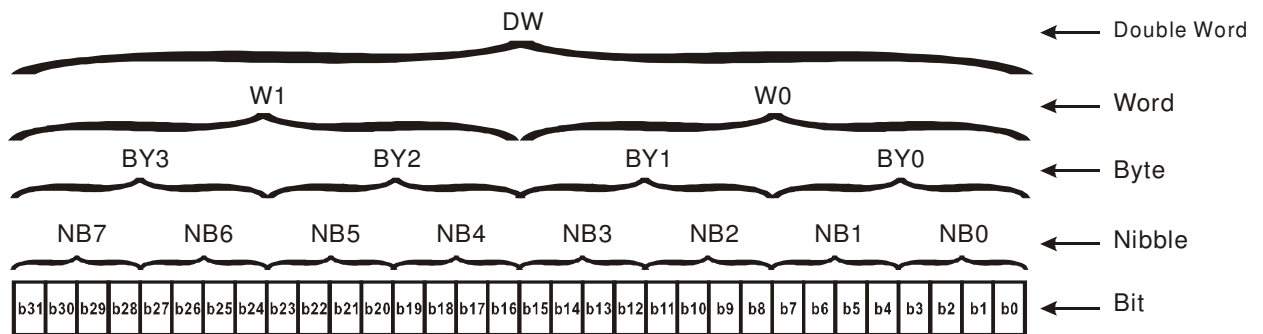 DW Double Word
W1 W0 Word
BY3 BY2 BY1 BY0 Byte
NB7 NB6 NB5 NB4 NB3 NB2 NB1 NB0 Nibble
b31 b30 b29 b28 b27 b26 b25 b24 b23 b22 b21 b20 b19 b18 b17 b16 b15 b14 b13 b12 b11 b10 b9 b8 b7 b6 b5 b4 b3 b2 b1 b0 Bit